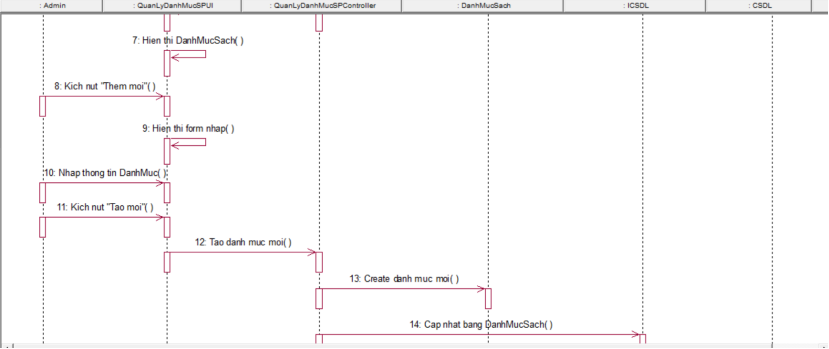 : Admin
: QuanLyDanhMucSPUI
: QuanLyDanhMucSPController
: DanhMucSach
: ICSDL
: CSDL
7: Hien thi DanhMucSach( )
8: Kich nut "Them moi"( )
9: Hien thi form nhap( )
10: Nhap thong tin DanhMuc( )
11: Kich nut "Tao moi"( )
12: Tao danh muc moi( )
13: Create danh muc moi( )
14: Cap nhat bang DanhMucSach( )